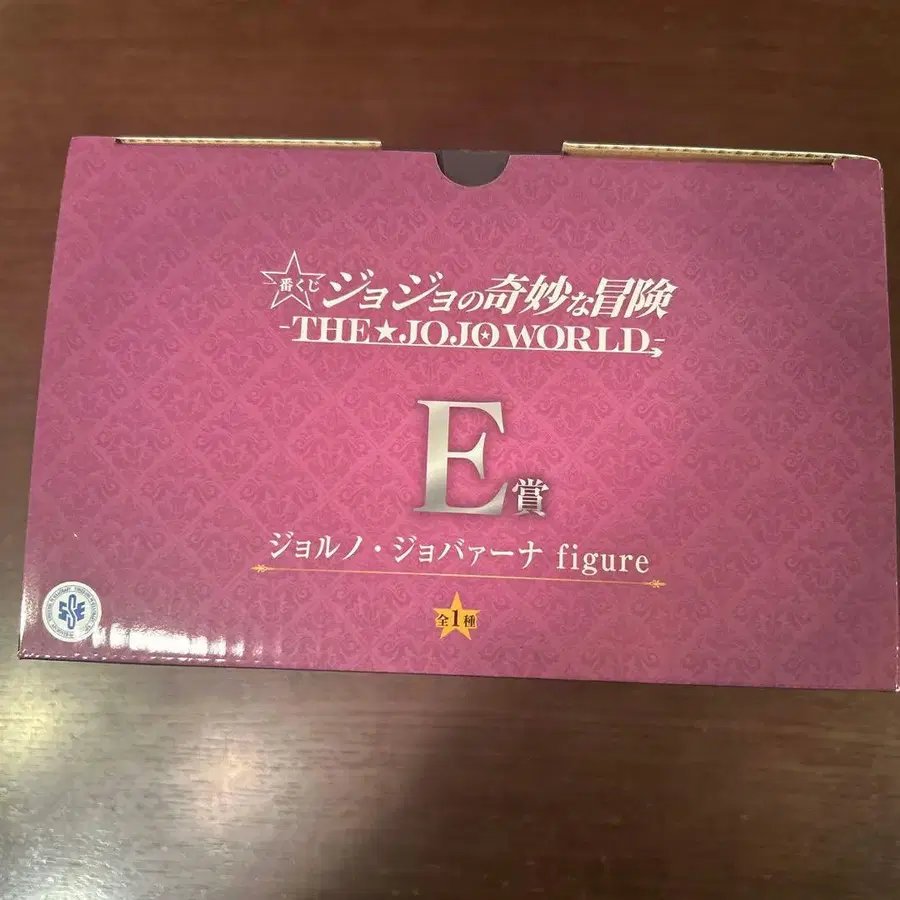 一番くじ ジョジョの奇妙な冒険
-THE★JOJO WORLD-
E賞
ジョルノ・ジョバァーナ figure
全1種
SSE